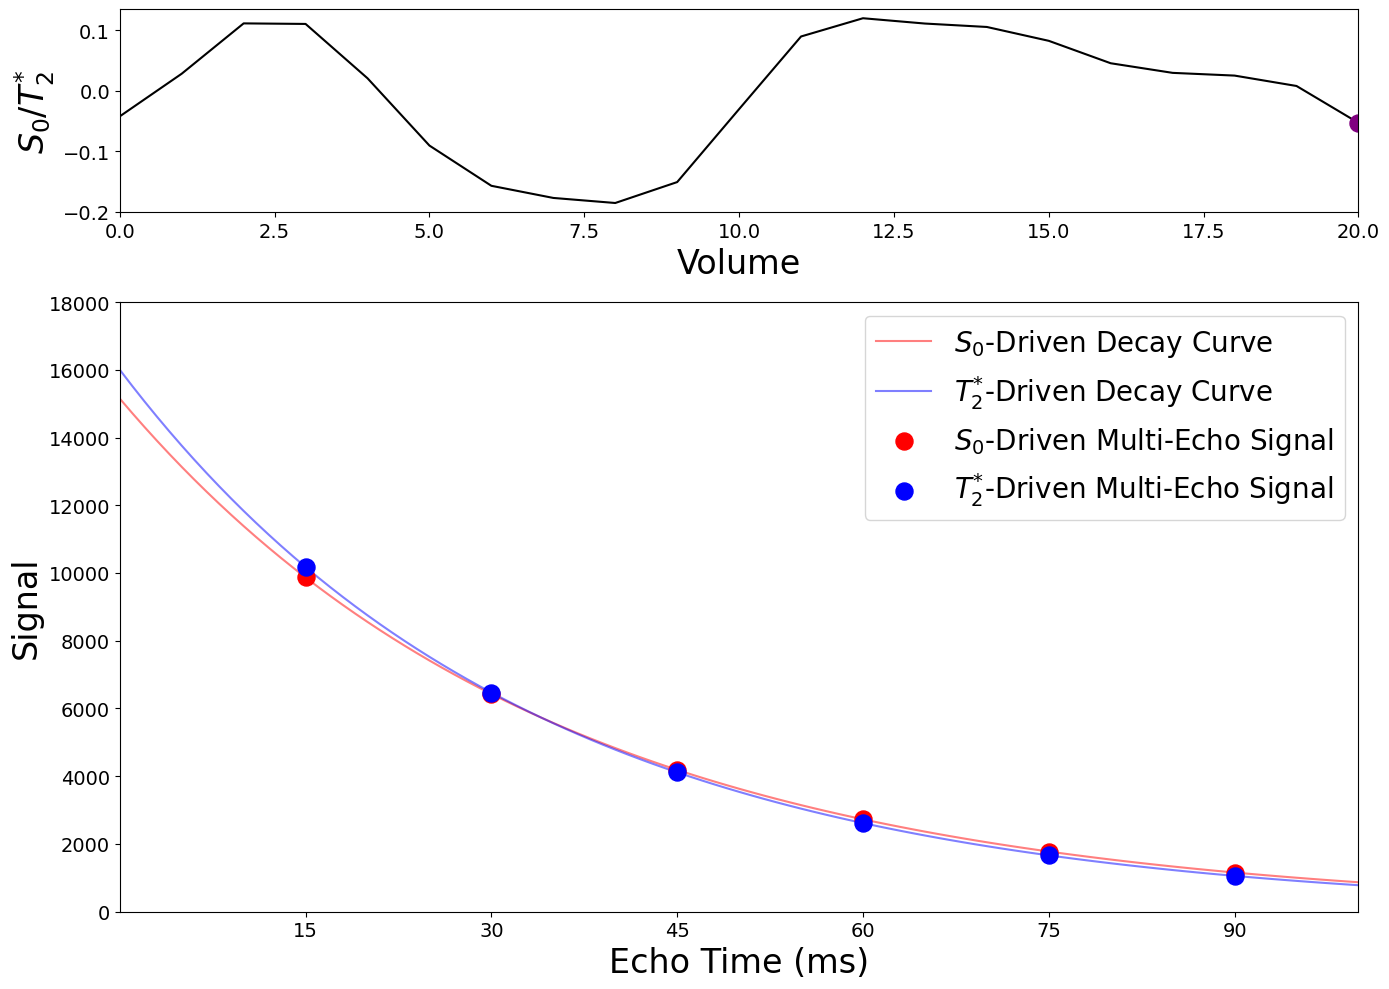 S₀/T₂*
0.1
0.0
−0.1
−0.2
0.0 2.5 5.0 7.5 10.0 12.5 15.0 17.5 20.0
Volume
18000
16000
14000
12000
10000
8000
6000
4000
2000
0
Signal
S₀-Driven Decay Curve
T₂*-Driven Decay Curve
S₀-Driven Multi-Echo Signal
T₂*-Driven Multi-Echo Signal
15 30 45 60 75 90
Echo Time (ms)